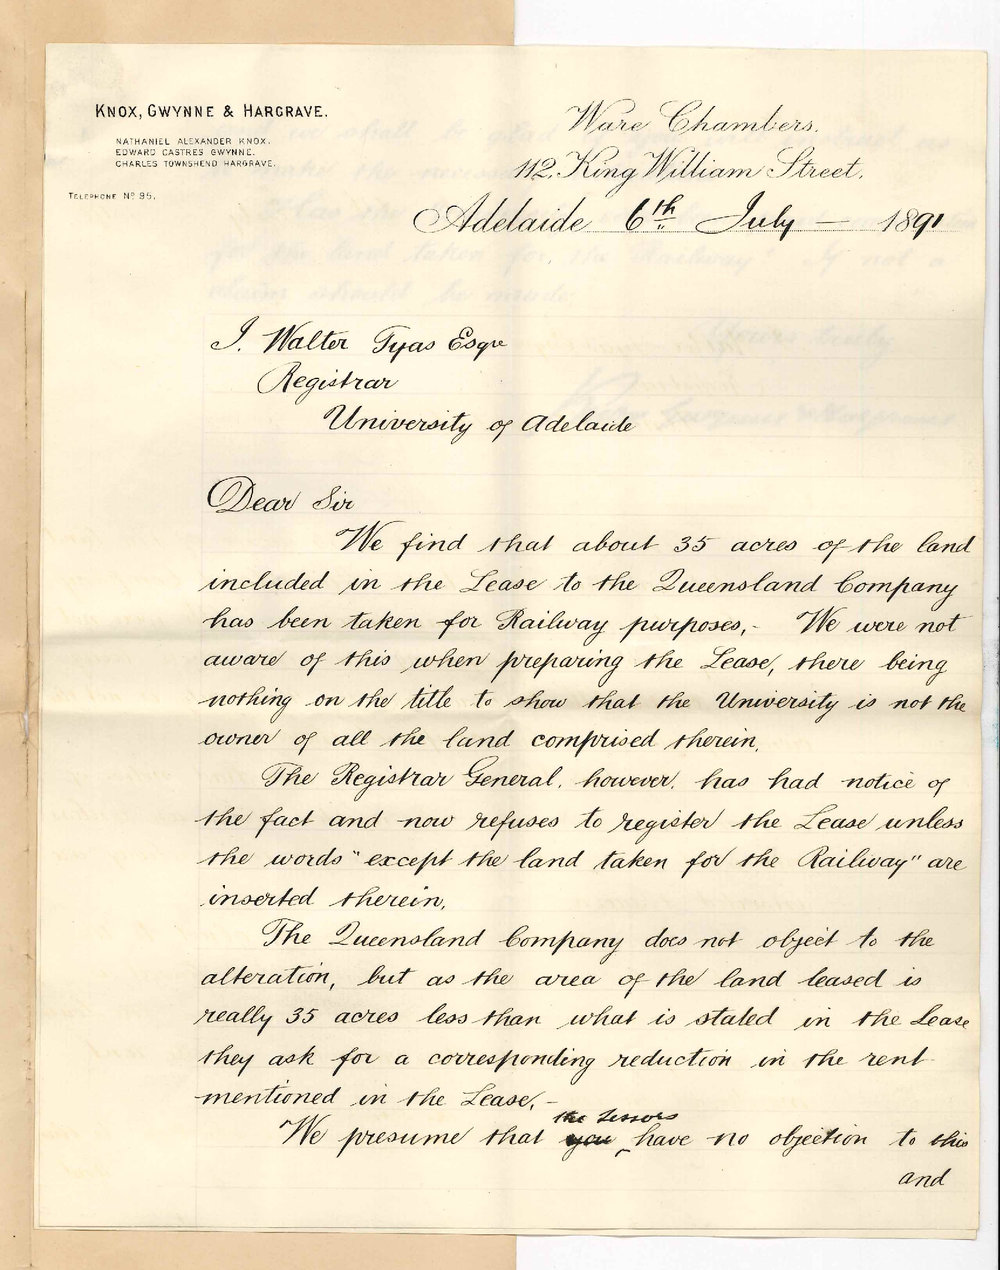 KNOX, GWYNNE & HARGRAVE.
NATHANIEL ALEXANDER KNOX.
EDWARD CASTRES GWYNNE.
CHARLES TOWNSHEND HARGRAVE.
TELEPHONE Nº 95.
Ware Chambers.
112, King William Street,
Adelaide 6th July — 1891
J. Walter Tyas Esqre
Registrar
University of Adelaide
Dear Sir
We find that about 35 acres of the land
included in the Lease to the Queensland Company
has been taken for Railway purposes,- We were not
aware of this when preparing the Lease, there being
nothing on the title to show that the University is not the
owner of all the land comprised therein.
The Registrar General, however, has had notice of
the fact and now refuses to register the Lease unless
the words "except the land taken for the Railway" are
inserted therein.
The Queensland Company does not object to the
alteration, but as the area of the land leased is
really 35 acres less than what is stated in the Lease
they ask for a corresponding reduction in the rent
mentioned in the Lease,-
the Lessors
We presume that you have no objection to this
and